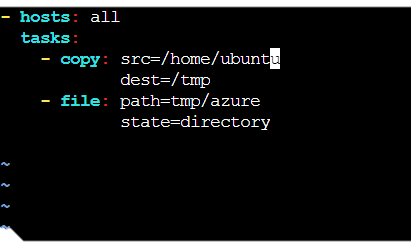 - hosts: all
  tasks:
    - copy: src=/home/ubuntu
            dest=/tmp
    - file: path=tmp/azure
            state=directory
~
~
~
~